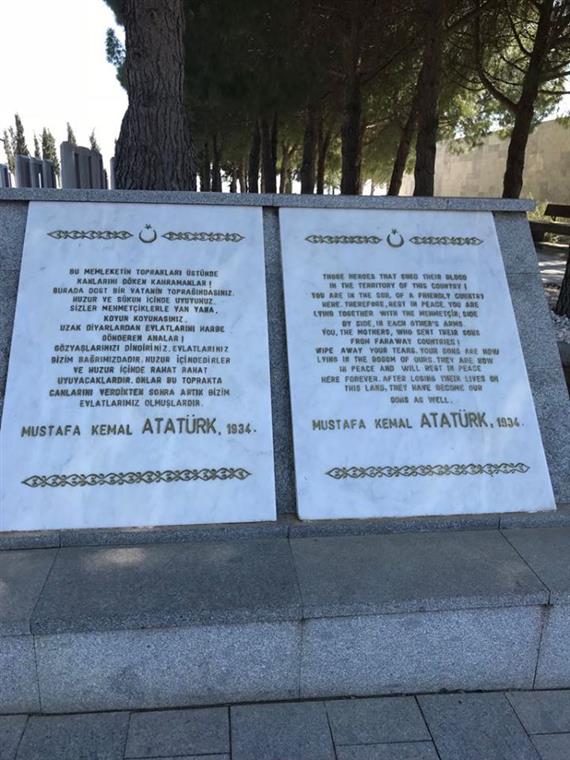 BU MEMLEKETİN TOPRAKLARI ÜSTÜNDE
KANLARINI DÖKEN KAHRAMANLAR!
BURADA DOST BİR VATANIN TOPRAĞINDASINIZ.
HUZUR VE SÜKUN İÇİNDE UYUYUNUZ.
SİZLER MEHMETÇİKLERLE YAN YANA,
KOYUN KOYUNASINIZ.
UZAK DİYARLARDAN EVLATLARINI HARBE
GÖNDEREN ANALAR!
GÖZYAŞLARINIZI DİNDİRİNİZ. EVLATLARINIZ
BİZİM BAĞRIMIZDADIR. HUZUR İÇİNDEDİRLER
VE HUZUR İÇİNDE RAHAT RAHAT
UYUYACAKLARDIR. ONLAR BU TOPRAKTA
CANLARINI VERDİKTEN SONRA ARTIK BİZİM
EVLATLARIMIZ OLMUŞLARDIR.
MUSTAFA KEMAL ATATÜRK, 1934.
THOSE HEROES THAT SHED THEIR BLOOD
IN THE TERRITORY OF THIS COUNTRY!
YOU ARE IN THE SOIL OF A FRIENDLY COUNTRY
HERE. THEREFORE, REST IN PEACE. YOU ARE
LYING TOGETHER WITH THE MEHMETÇİK, SIDE
BY SIDE, IN EACH OTHER'S ARMS.
YOU, THE MOTHERS, WHO SENT THEIR SONS
FROM FARAWAY COUNTRIES!
WIPE AWAY YOUR TEARS. YOUR SONS ARE NOW
LYING IN THE BOSOM OF OURS. THEY ARE NOW
IN PEACE AND WILL REST IN PEACE
HERE FOREVER. AFTER LOSING THEIR LIVES ON
THIS LAND, THEY HAVE BECOME OUR
SONS AS WELL.
MUSTAFA KEMAL ATATÜRK, 1934.